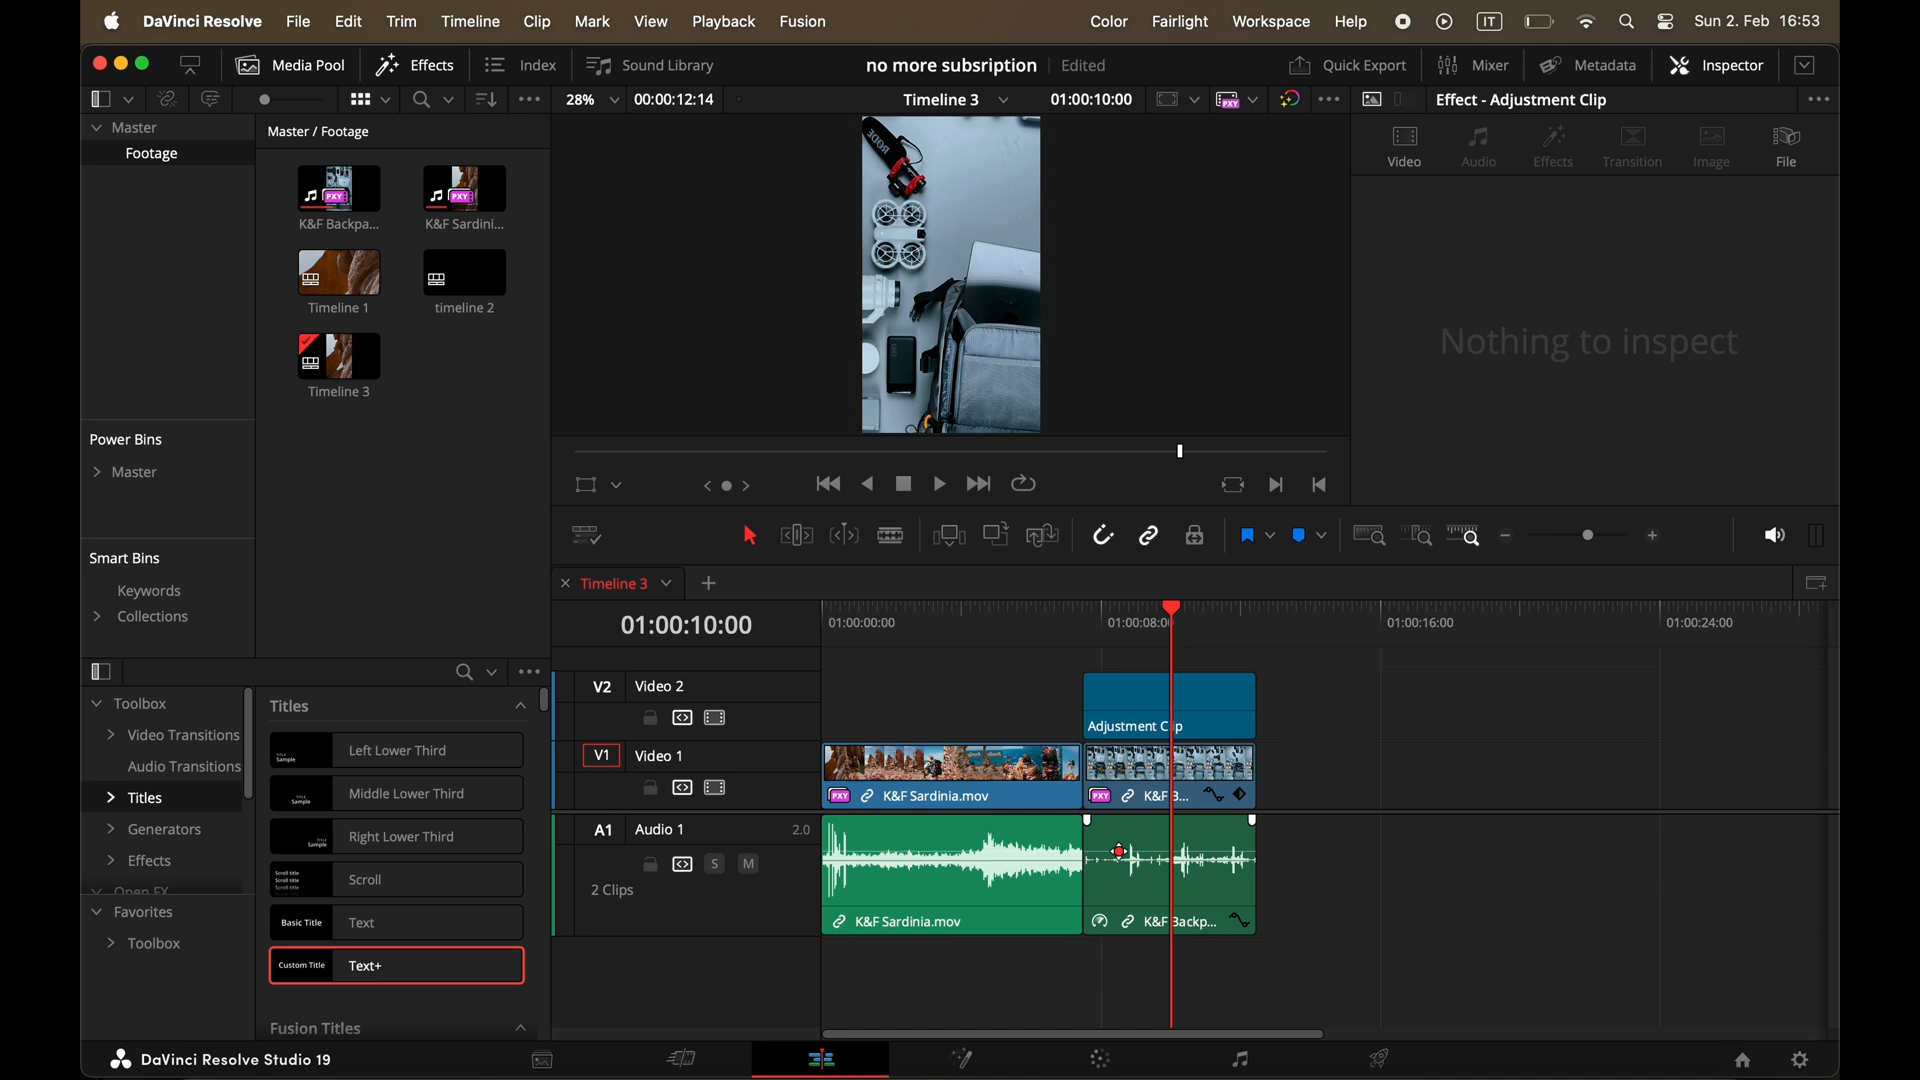 DaVinci Resolve File Edit Trim Timeline Clip Mark View Playback Fusion Color Fairlight Workspace Help IT Sun 2. Feb 16:53
Media Pool Effects Index Sound Library no more subsription Edited Quick Export Mixer Metadata Inspector
28% 00:00:12:14 Timeline 3 01:00:10:00 PXY Effect - Adjustment Clip
Master
Footage
Master / Footage
PXY PXY
K&F Backpa... K&F Sardini...
Timeline 1 timeline 2
Timeline 3
RØDE
Video Audio Effects Transition Image File
Nothing to inspect
Power Bins
Master
Smart Bins
Keywords
Collections
Timeline 3
01:00:10:00
01:00:00:00 01:00:08:00 01:00:16:00 01:00:24:00
V2 Video 2
Adjustment Clip
V1 Video 1
PXY K&F Sardinia.mov PXY K&F B...
A1 Audio 1 2.0
S M
2 Clips
K&F Sardinia.mov K&F Backp...
Toolbox
Video Transitions
Audio Transitions
Titles
Generators
Effects
Open FX
Favorites
Toolbox
Titles
Left Lower Third
Middle Lower Third
Right Lower Third
Scroll
Basic Title Text
Custom Title Text+
Fusion Titles
DaVinci Resolve Studio 19